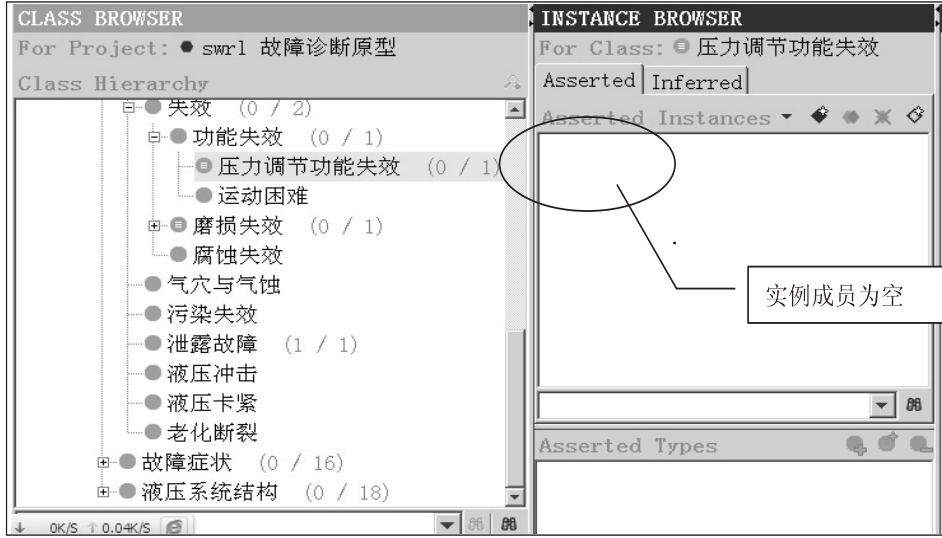 CLASS BROWSER
For Project: swrl 故障诊断原型
Class Hierarchy
失效 (0 / 2)
功能失效 (0 / 1)
压力调节功能失效 (0 / 1)
运动困难
磨损失效 (0 / 1)
腐蚀失效
气穴与气蚀
污染失效
泄露故障 (1 / 1)
液压冲击
液压卡紧
老化断裂
故障症状 (0 / 16)
液压系统结构 (0 / 18)
↓ 0K/S ↑ 0.04K/S
INSTANCE BROWSER
For Class: 压力调节功能失效
Asserted Inferred
Asserted Instances
实例成员为空
Asserted Types